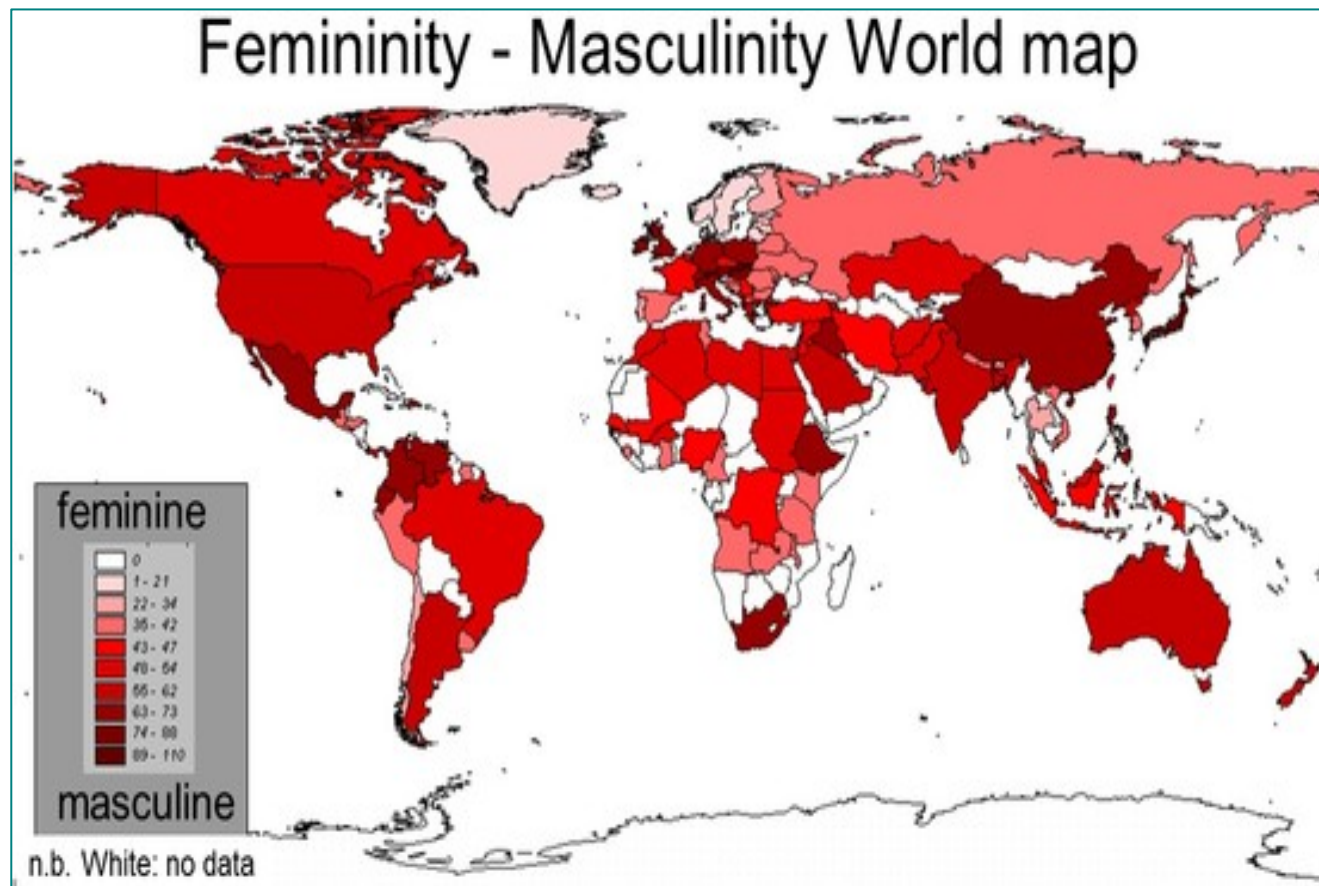 Femininity - Masculinity World map
feminine
0
1 - 21
22 - 34
35 - 42
43 - 47
48 - 54
55 - 62
63 - 73
74 - 88
89 - 110
masculine
n.b. White: no data